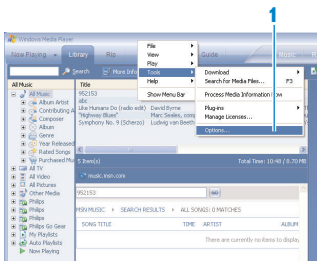 1
Windows Media Player
Now Playing
Library
Rip
Guide
Music
File
View
Play
Tools
Help
Show Menu Bar
Download
Search for Media Files... F3
Process Media Information Now
Plug-ins
Manage Licenses...
Options...
Search
More Info
All Music
Title
All Music
Album Artist
Contributing A
Composer
Album
Genre
Year Released
Rated Songs
Purchased Mu
All TV
All Video
All Pictures
Other Media
Philips
Philips
Philips
Philips Go Gear
My Playlists
Auto Playlists
Now Playing
952153
abc
Like Humans Do (radio edit) David Byrne
"Highway Blues" Marc Seales, comp
Symphony No. 9 (Scherzo) Ludwig van Beeth
5 Item(s)
Total Time: 10:48 / 8.70 MB
music.msn.com
952153
MSN MUSIC SEARCH RESULTS ALL SONGS: 0 MATCHES
SONG TITLE TIME ARTIST ALBUM
There are currently no items to display